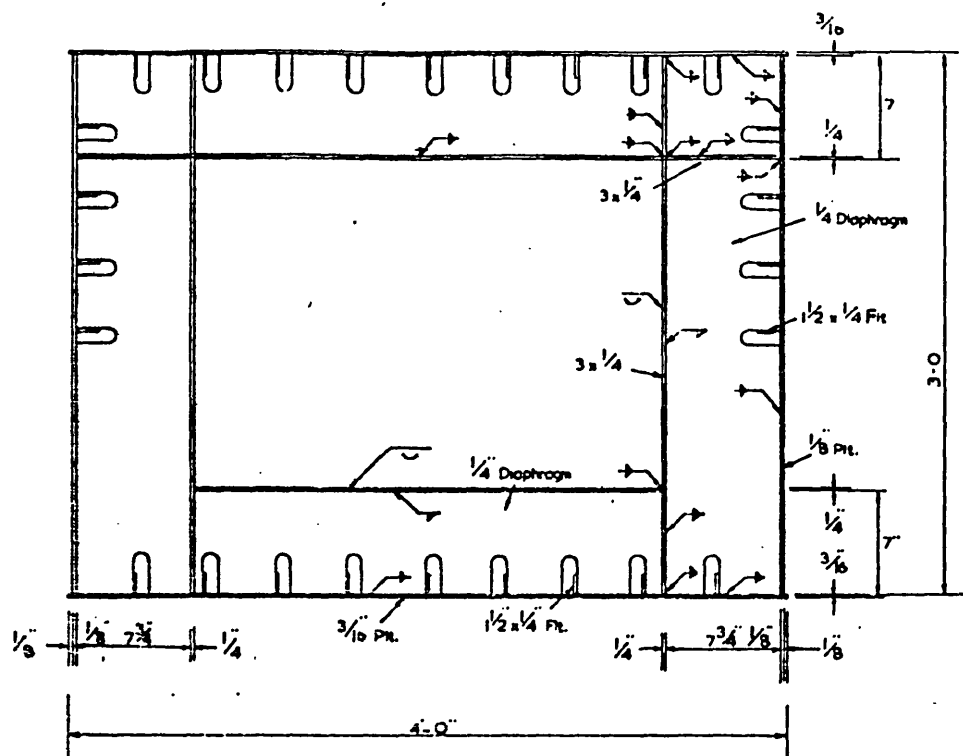 3/16
7
1/4
3 x 1/4"
1/4 Diaphragm
1 1/2 x 1/4 Flt
3 x 1/4
3-0
1/8" Plt.
1/4" Diaphragm
1/4"
7"
3/16"
3/16" Plt.
1 1/2" x 1/4" Flt.
1/8"
1/8"
7 3/4"
1/4"
1/4"
7 3/4"
1/8"
1/8"
4'-0"